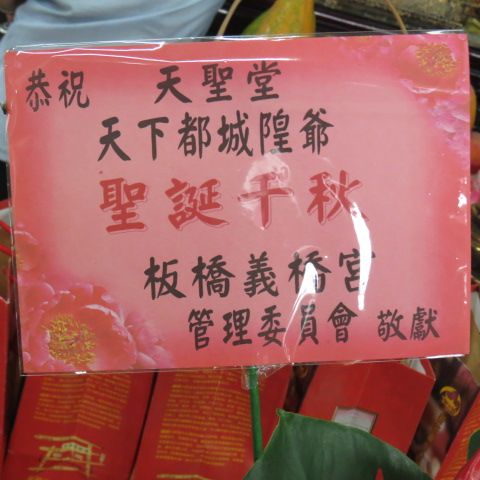 恭祝 天聖堂
天下都城隍爺
聖誕千秋
板橋義橋宮
管理委員會 敬獻